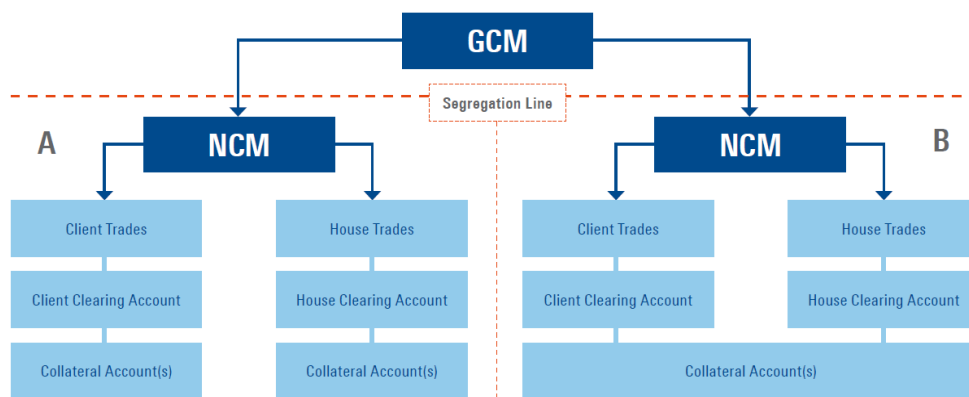 GCM
Segregation Line
A
NCM
NCM
B
Client Trades
House Trades
Client Trades
House Trades
Client Clearing Account
House Clearing Account
Client Clearing Account
House Clearing Account
Collateral Account(s)
Collateral Account(s)
Collateral Account(s)